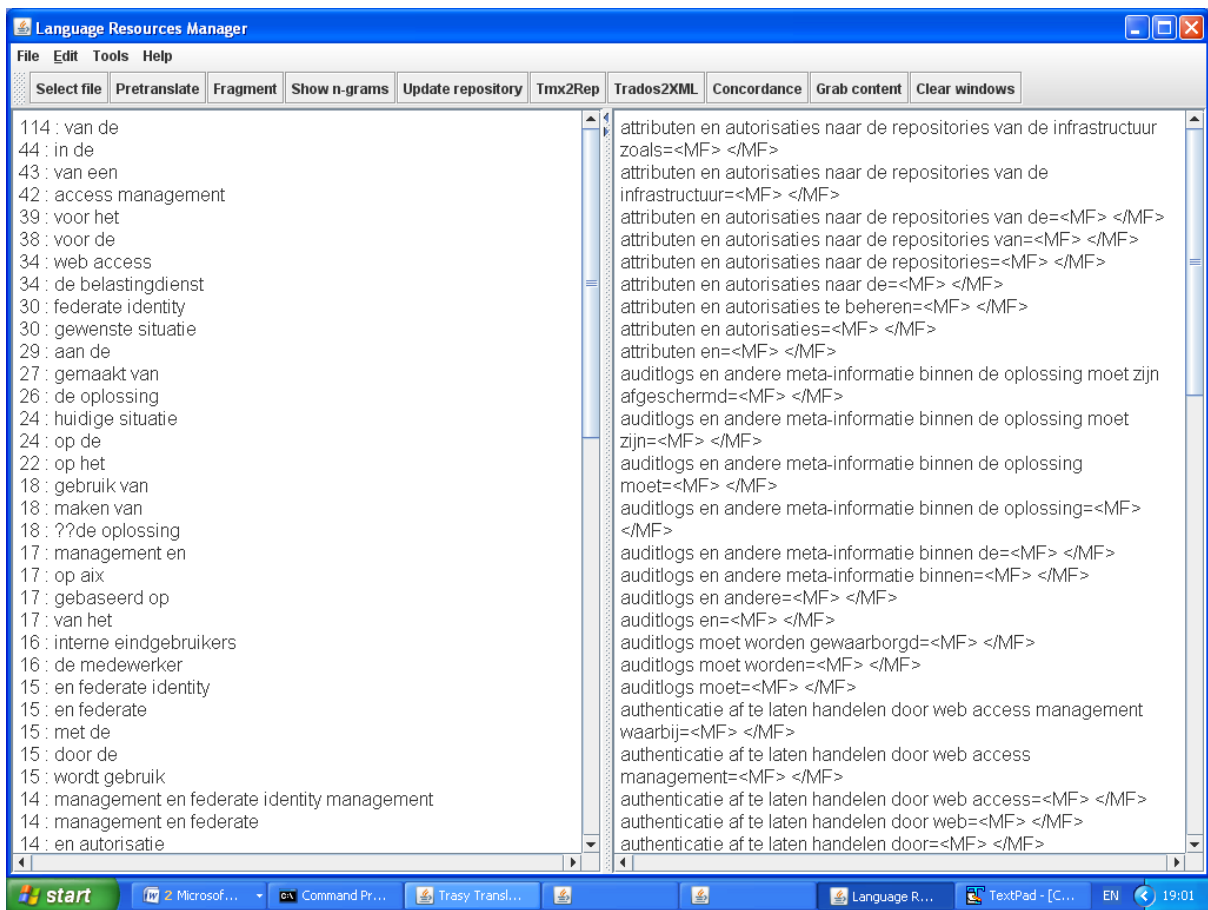 Language Resources Manager
File Edit Tools Help
Select file Pretranslate Fragment Show n-grams Update repository Tmx2Rep Trados2XML Concordance Grab content Clear windows
114 : van de
44 : in de
43 : van een
42 : access management
39 : voor het
38 : voor de
34 : web access
34 : de belastingdienst
30 : federate identity
30 : gewenste situatie
29 : aan de
27 : gemaakt van
26 : de oplossing
24 : huidige situatie
24 : op de
22 : op het
18 : gebruik van
18 : maken van
18 : ??de oplossing
17 : management en
17 : op aix
17 : gebaseerd op
17 : van het
16 : interne eindgebruikers
16 : de medewerker
15 : en federate identity
15 : en federate
15 : met de
15 : door de
15 : wordt gebruik
14 : management en federate identity management
14 : management en federate
14 : en autorisatie
attributen en autorisaties naar de repositories van de infrastructuur
zoals=<MF> </MF>
attributen en autorisaties naar de repositories van de
infrastructuur=<MF> </MF>
attributen en autorisaties naar de repositories van de=<MF> </MF>
attributen en autorisaties naar de repositories van=<MF> </MF>
attributen en autorisaties naar de repositories=<MF> </MF>
attributen en autorisaties naar de=<MF> </MF>
attributen en autorisaties te beheren=<MF> </MF>
attributen en autorisaties=<MF> </MF>
attributen en=<MF> </MF>
auditlogs en andere meta-informatie binnen de oplossing moet zijn
afgeschermd=<MF> </MF>
auditlogs en andere meta-informatie binnen de oplossing moet
zijn=<MF> </MF>
auditlogs en andere meta-informatie binnen de oplossing
moet=<MF> </MF>
auditlogs en andere meta-informatie binnen de oplossing=<MF>
</MF>
auditlogs en andere meta-informatie binnen de=<MF> </MF>
auditlogs en andere meta-informatie binnen=<MF> </MF>
auditlogs en andere=<MF> </MF>
auditlogs en=<MF> </MF>
auditlogs moet worden gewaarborgd=<MF> </MF>
auditlogs moet worden=<MF> </MF>
auditlogs moet=<MF> </MF>
authenticatie af te laten handelen door web access management
waarbij=<MF> </MF>
authenticatie af te laten handelen door web access
management=<MF> </MF>
authenticatie af te laten handelen door web access=<MF> </MF>
authenticatie af te laten handelen door web=<MF> </MF>
authenticatie af te laten handelen door=<MF> </MF>
start 2 Microsof... Command Pr... Trasy Transl... Language R... TextPad - [C... EN 19:01